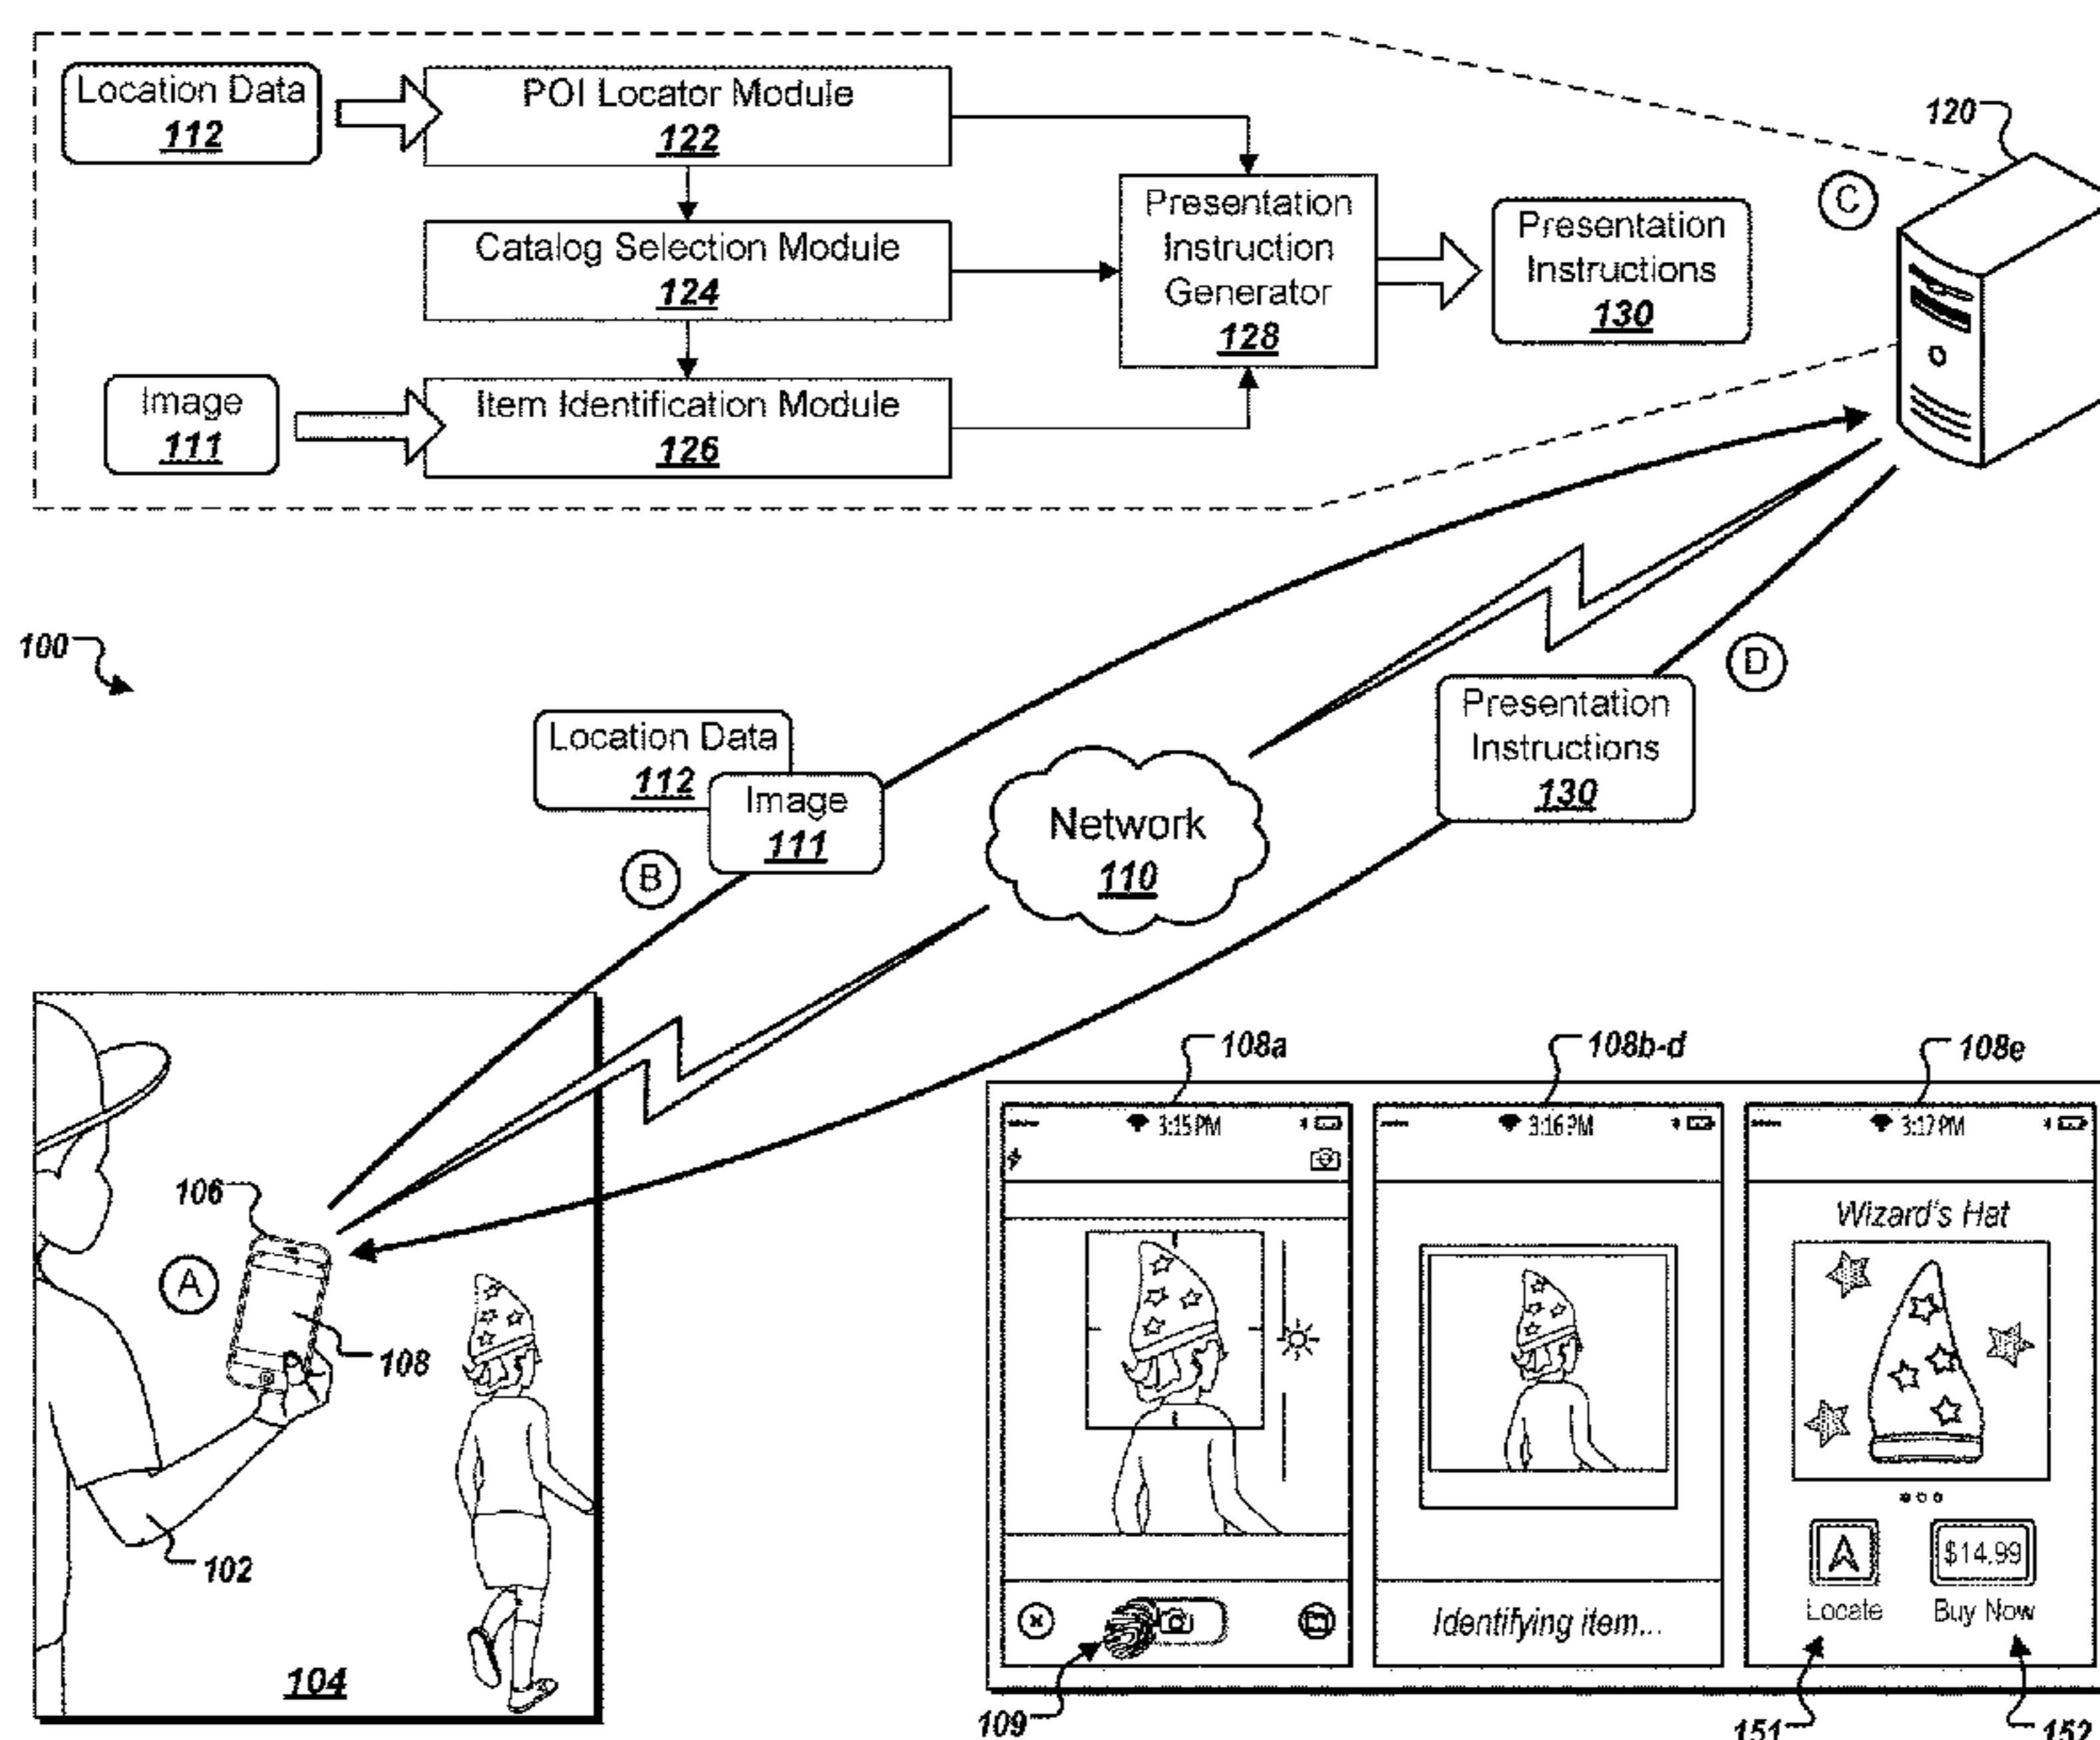 Location Data
112
POI Locator Module
122
Catalog Selection Module
124
Image
111
Item Identification Module
126
Presentation
Instruction
Generator
128
Presentation
Instructions
130
120
C
100
Location Data
112
Image
111
B
Network
110
Presentation
Instructions
130
D
106
A
108
102
104
108a
108b-d
108e
3:15 PM
3:16 PM
3:17 PM
Wizard's Hat
A
$14.99
Locate
Buy Now
Identifying item...
109
151
152